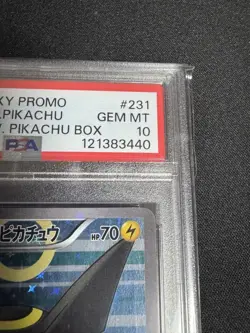 XY PROMO #231
.PIKACHU GEM MT
PIKACHU BOX 10
PSA 121383440
ピカチュウ HP70